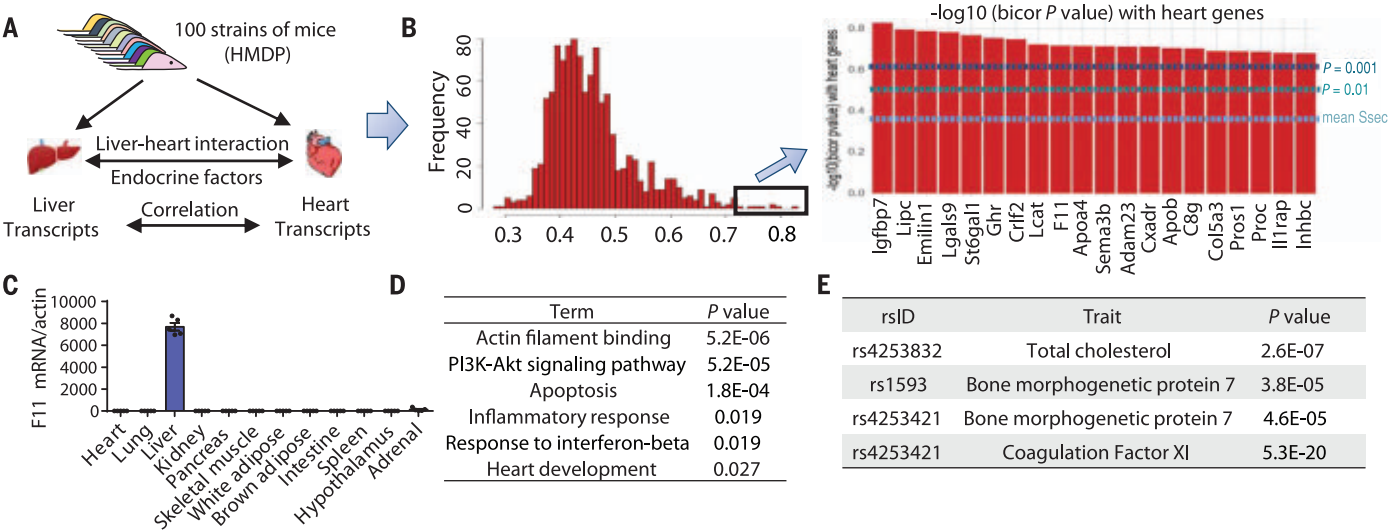 A
100 strains of mice
(HMDP)
Liver-heart interaction
Endocrine factors
Correlation
Liver
Transcripts
Heart
Transcripts
B
Frequency
0 20 40 60 80
0.3 0.4 0.5 0.6 0.7 0.8
-log10 (bicor P value) with heart genes
-log10(bicor pvalue) with heart genes
0.8
0.6
0.4
0.2
0.0
P = 0.001
P = 0.01
mean Ssec
Igfbp7
Lipc
Emilin1
Lgals9
St6gal1
Ghr
Crlf2
Lcat
F11
Apoa4
Sema3b
Adam23
Cxadr
Apob
C8g
Col5a3
Pros1
Proc
Il1rap
Inhbc
C
F11 mRNA/actin
10000
8000
6000
4000
2000
0
Heart
Lung
Liver
Kidney
Pancreas
Skeletal muscle
White adipose
Brown adipose
Intestine
Spleen
Hypothalamus
Adrenal
D
Term P value
Actin filament binding 5.2E-06
PI3K-Akt signaling pathway 5.2E-05
Apoptosis 1.8E-04
Inflammatory response 0.019
Response to interferon-beta 0.019
Heart development 0.027
E
rsID Trait P value
rs4253832 Total cholesterol 2.6E-07
rs1593 Bone morphogenetic protein 7 3.8E-05
rs4253421 Bone morphogenetic protein 7 4.6E-05
rs4253421 Coagulation Factor XI 5.3E-20